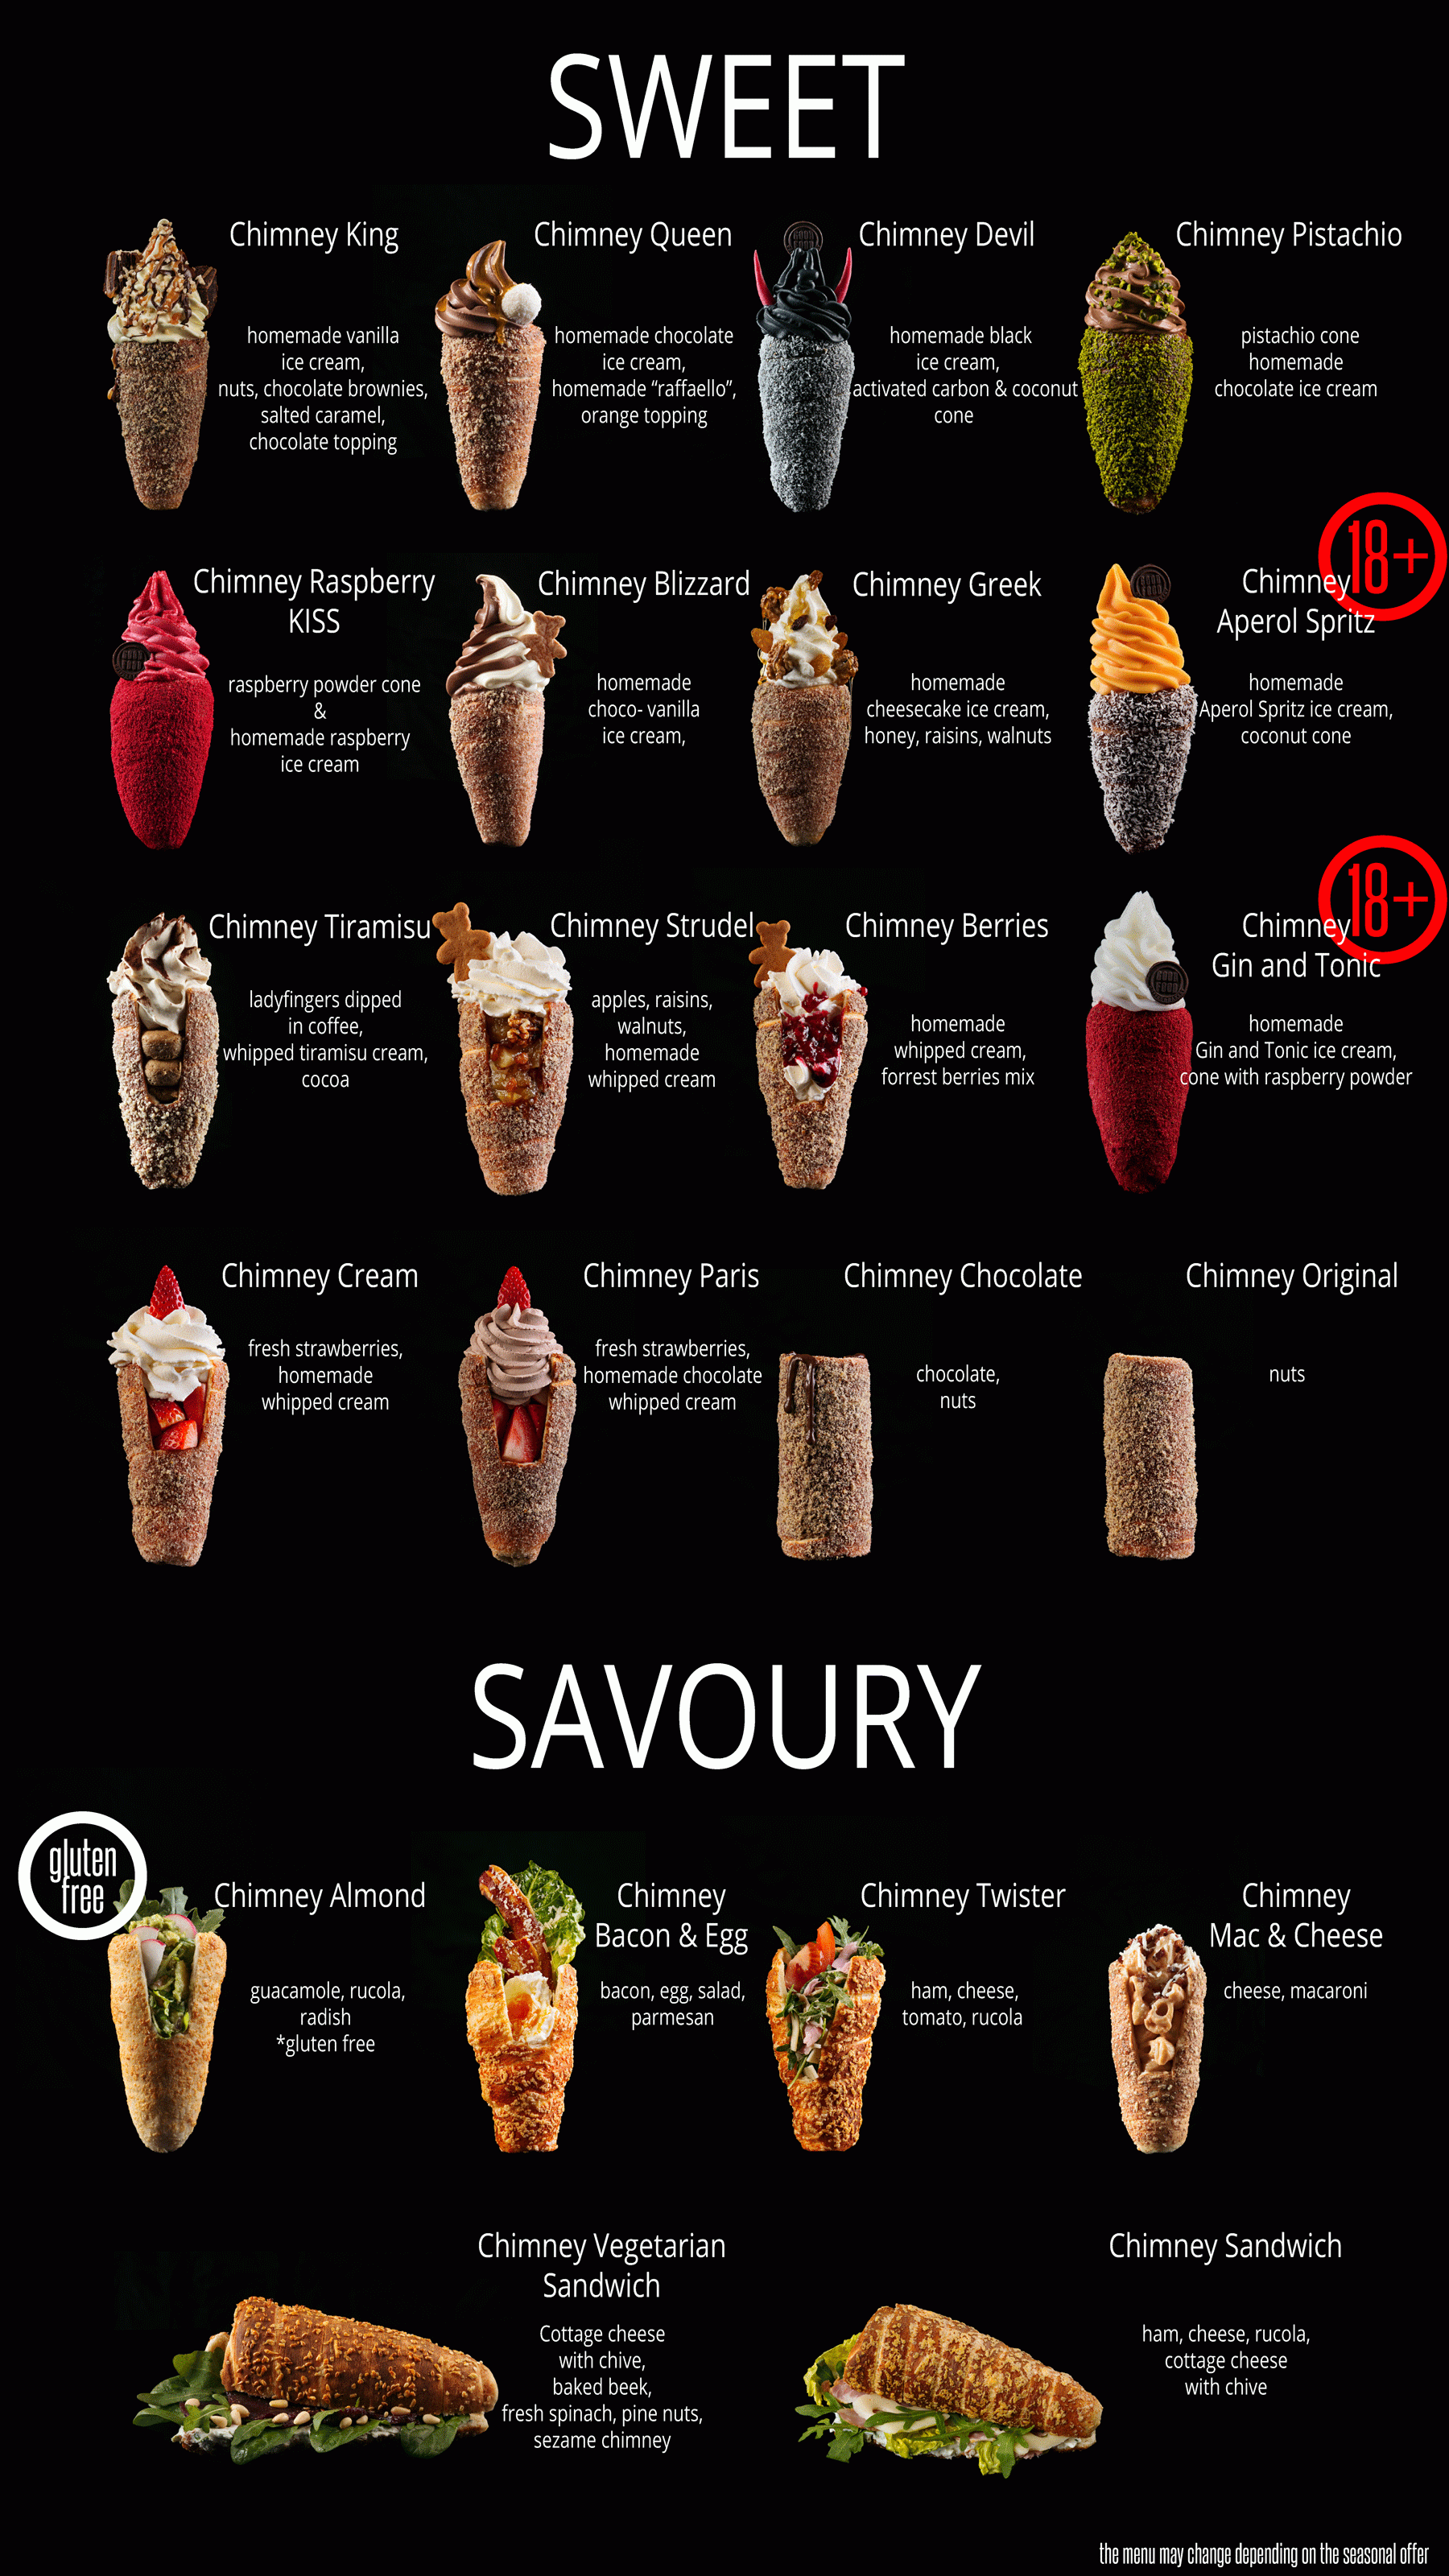 SWEET
Chimney King
homemade vanilla
ice cream,
nuts, chocolate brownies,
salted caramel,
chocolate topping
Chimney Queen
homemade chocolate
ice cream,
homemade “raffaello”,
orange topping
Chimney Devil
homemade black
ice cream,
activated carbon & coconut
cone
Chimney Pistachio
pistachio cone
homemade
chocolate ice cream
Chimney Raspberry
KISS
raspberry powder cone
&
homemade raspberry
ice cream
Chimney Blizzard
homemade
choco- vanilla
ice cream,
Chimney Greek
homemade
cheesecake ice cream,
honey, raisins, walnuts
18+
Chimney
Aperol Spritz
homemade
Aperol Spritz ice cream,
coconut cone
Chimney Tiramisu
ladyfingers dipped
in coffee,
whipped tiramisu cream,
cocoa
Chimney Strudel
apples, raisins,
walnuts,
homemade
whipped cream
Chimney Berries
homemade
whipped cream,
forrest berries mix
18+
Chimney
Gin and Tonic
homemade
Gin and Tonic ice cream,
cone with raspberry powder
Chimney Cream
fresh strawberries,
homemade
whipped cream
Chimney Paris
fresh strawberries,
homemade chocolate
whipped cream
Chimney Chocolate
chocolate,
nuts
Chimney Original
nuts
SAVOURY
gluten
free
Chimney Almond
guacamole, rucola,
radish
*gluten free
Chimney
Bacon & Egg
bacon, egg, salad,
parmesan
Chimney Twister
ham, cheese,
tomato, rucola
Chimney
Mac & Cheese
cheese, macaroni
Chimney Vegetarian
Sandwich
Cottage cheese
with chive,
baked beek,
fresh spinach, pine nuts,
sezame chimney
Chimney Sandwich
ham, cheese, rucola,
cottage cheese
with chive
the menu may change depending on the seasonal offer